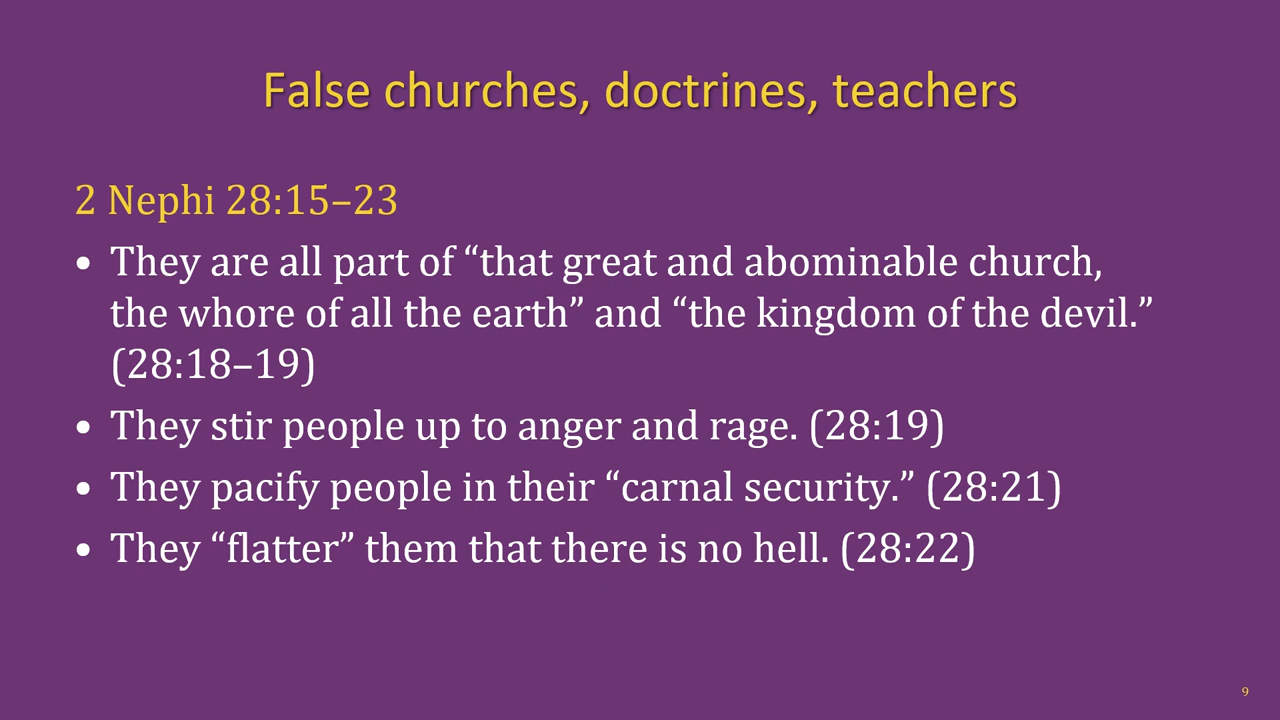 False churches, doctrines, teachers
2 Nephi 28:15–23
• They are all part of “that great and abominable church,
the whore of all the earth” and “the kingdom of the devil.”
(28:18–19)
• They stir people up to anger and rage. (28:19)
• They pacify people in their “carnal security.” (28:21)
• They “flatter” them that there is no hell. (28:22)
9